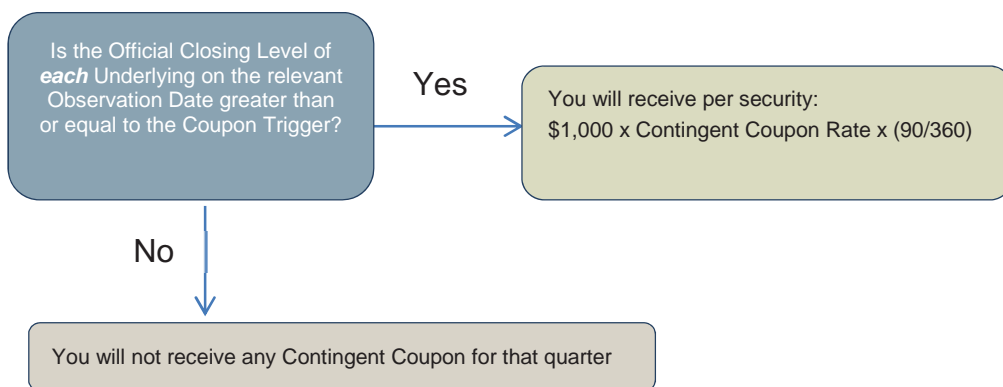 Is the Official Closing Level of
each Underlying on the relevant
Observation Date greater than
or equal to the Coupon Trigger?
Yes
You will receive per security:
$1,000 x Contingent Coupon Rate x (90/360)
No
You will not receive any Contingent Coupon for that quarter